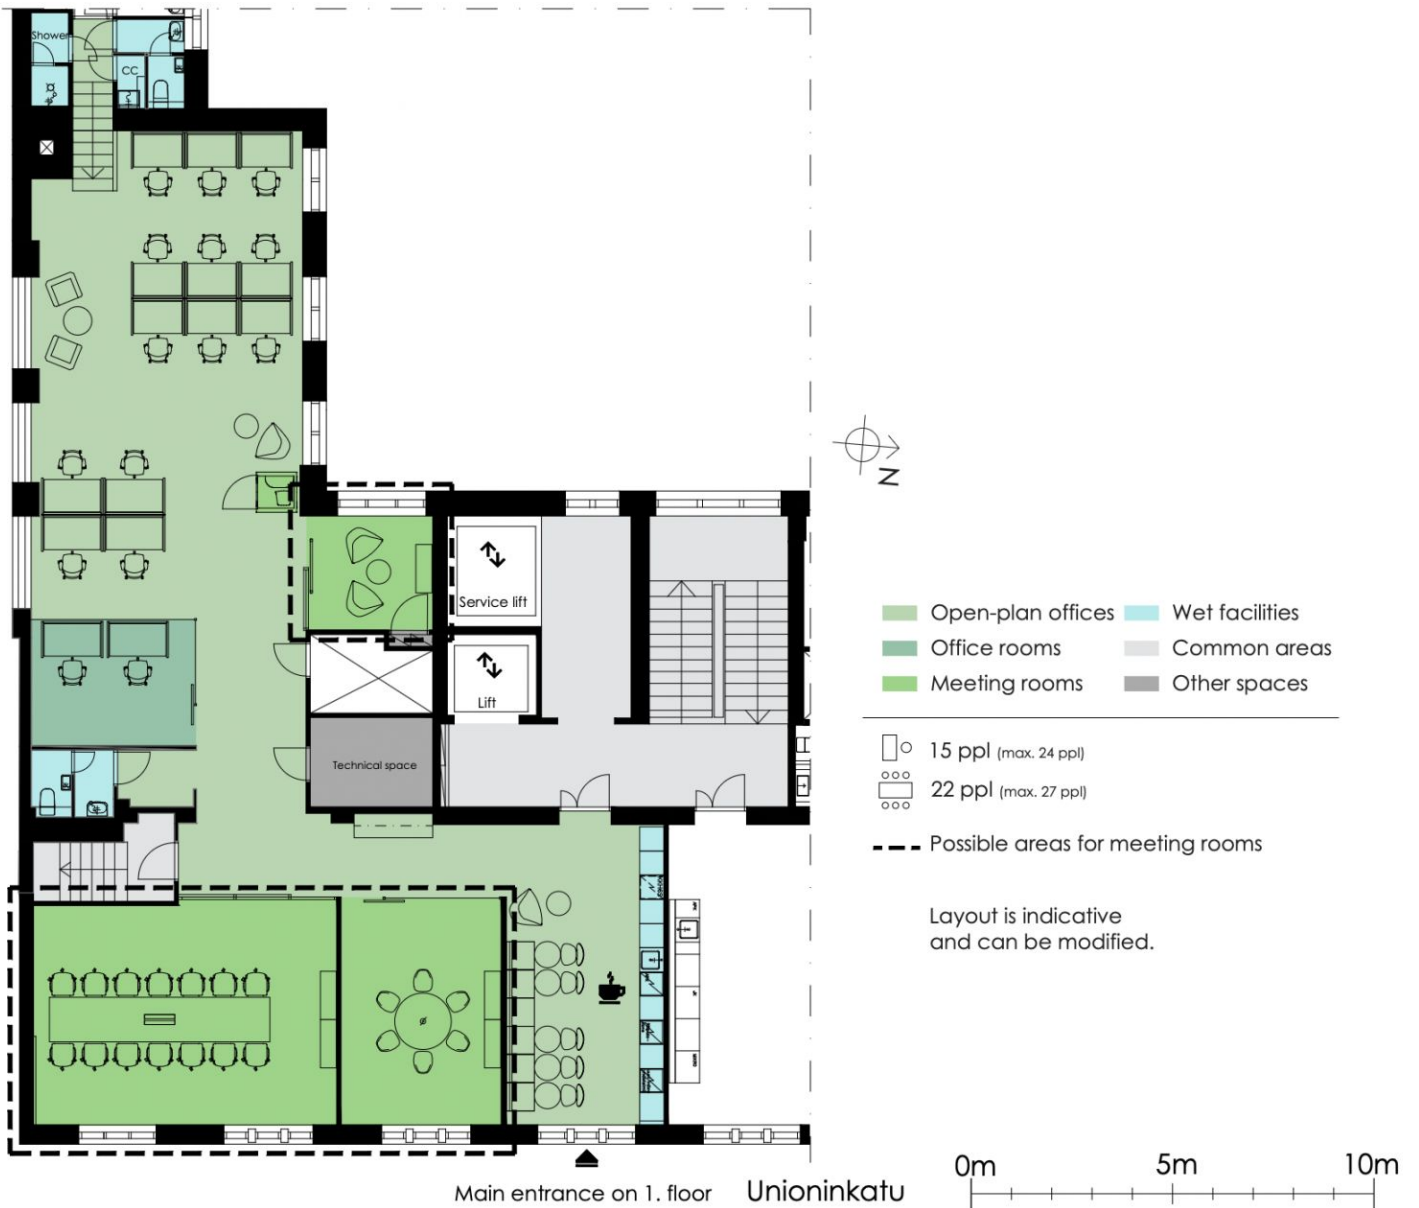 Shower
CC
N
Service lift
Lift
Technical space
Open-plan offices
Wet facilities
Office rooms
Common areas
Meeting rooms
Other spaces
15 ppl (max. 24 ppl)
22 ppl (max. 27 ppl)
Possible areas for meeting rooms
Layout is indicative
and can be modified.
Main entrance on 1. floor
Unioninkatu
0m
5m
10m